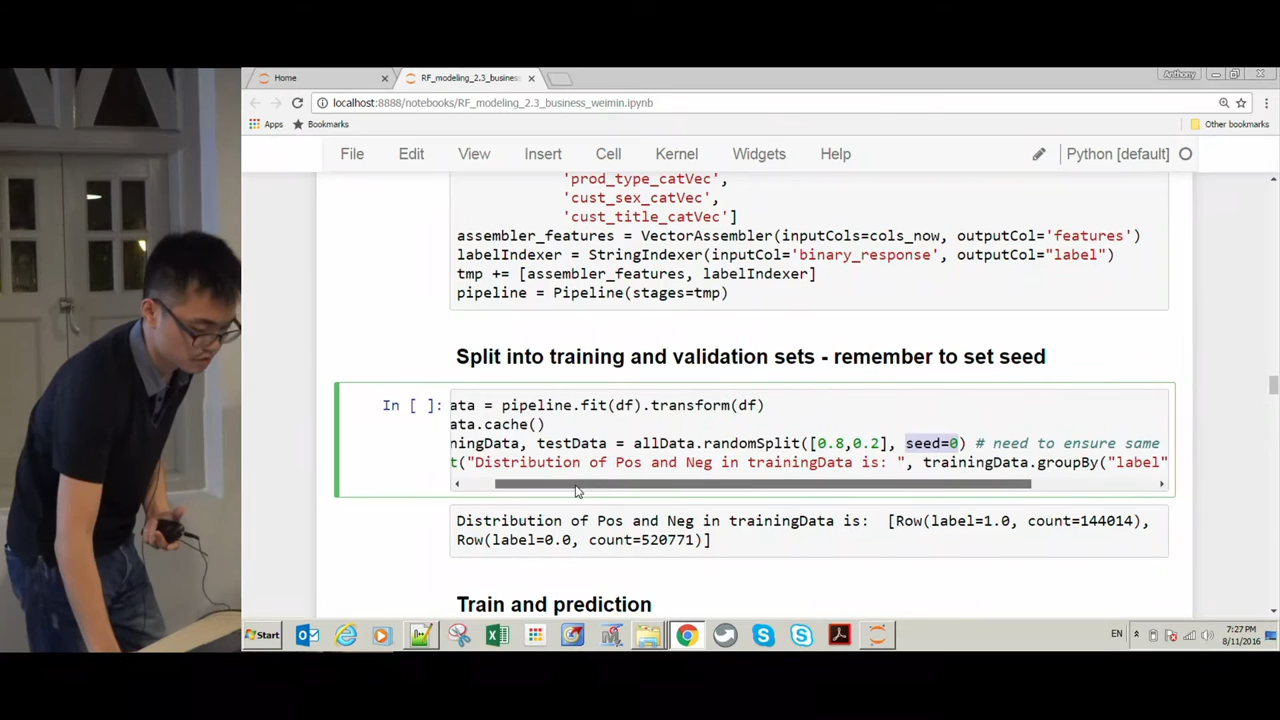 Home
RF_modeling_2.3_business_
Anthony
localhost:8888/notebooks/RF_modeling_2.3_business_weimin.ipynb
Apps Bookmarks Other bookmarks
File Edit View Insert Cell Kernel Widgets Help Python [default]
'prod_type_catVec',
'cust_sex_catVec',
'cust_title_catVec']
assembler_features = VectorAssembler(inputCols=cols_now, outputCol='features')
labelIndexer = StringIndexer(inputCol='binary_response', outputCol="label")
tmp += [assembler_features, labelIndexer]
pipeline = Pipeline(stages=tmp)
Split into training and validation sets - remember to set seed
In [ ]: ata = pipeline.fit(df).transform(df)
ata.cache()
ningData, testData = allData.randomSplit([0.8,0.2], seed=0) # need to ensure same
t("Distribution of Pos and Neg in trainingData is: ", trainingData.groupBy("label"
Distribution of Pos and Neg in trainingData is:  [Row(label=1.0, count=144014),
Row(label=0.0, count=520771)]
Train and prediction
Start
EN
7:27 PM
8/11/2016